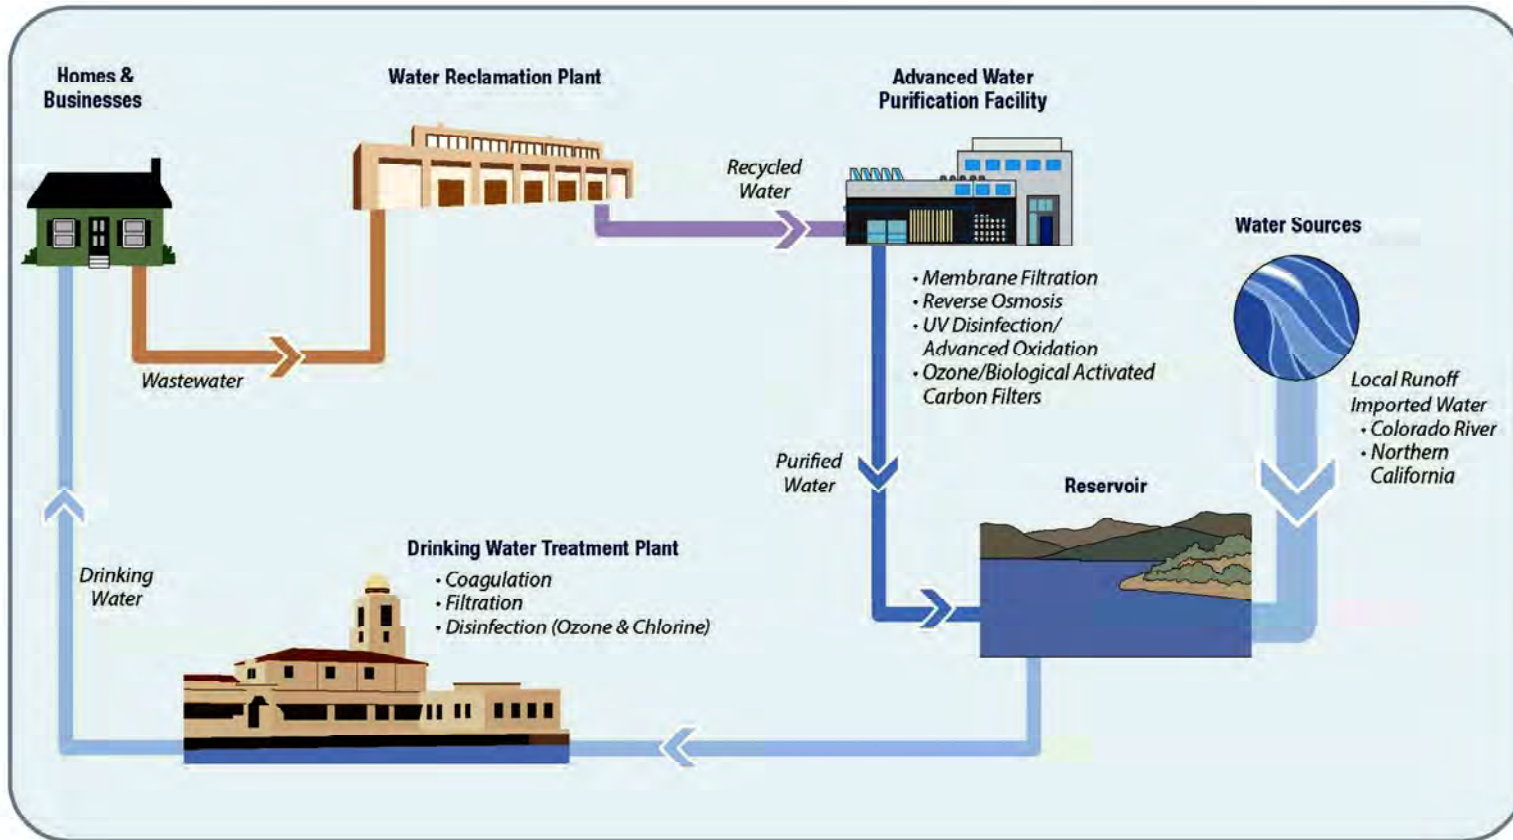 Homes &
Businesses
Water Reclamation Plant
Advanced Water
Purification Facility
Recycled
Water
Water Sources
• Membrane Filtration
• Reverse Osmosis
• UV Disinfection/
Advanced Oxidation
• Ozone/Biological Activated
Carbon Filters
Wastewater
Local Runoff
Imported Water
• Colorado River
• Northern
California
Purified
Water
Reservoir
Drinking Water Treatment Plant
• Coagulation
• Filtration
• Disinfection (Ozone & Chlorine)
Drinking
Water